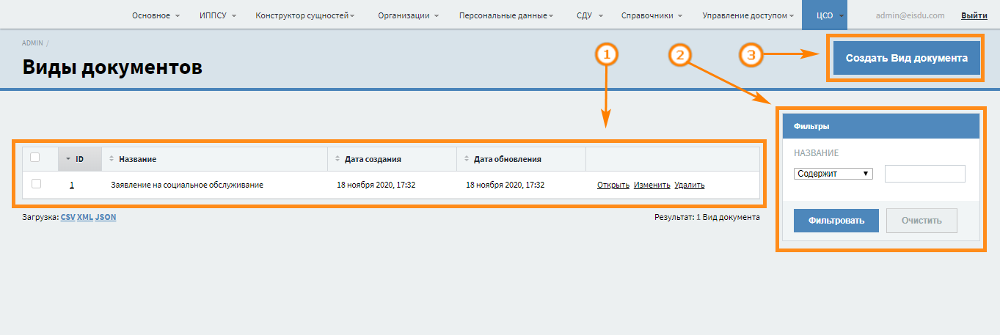 Основное ИППСУ Конструктор сущностей Организации Персональные данные СДУ Справочники Управление доступом ЦСО admin@eisdu.com Выйти
ADMIN /
Виды документов
1 2 3
Создать Вид документа
Фильтры
НАЗВАНИЕ
Содержит
Фильтровать Очистить
ID Название Дата создания Дата обновления
1 Заявление на социальное обслуживание 18 ноября 2020, 17:32 18 ноября 2020, 17:32 Открыть Изменить Удалить
Загрузка: CSV XML JSON Результат: 1 Вид документа